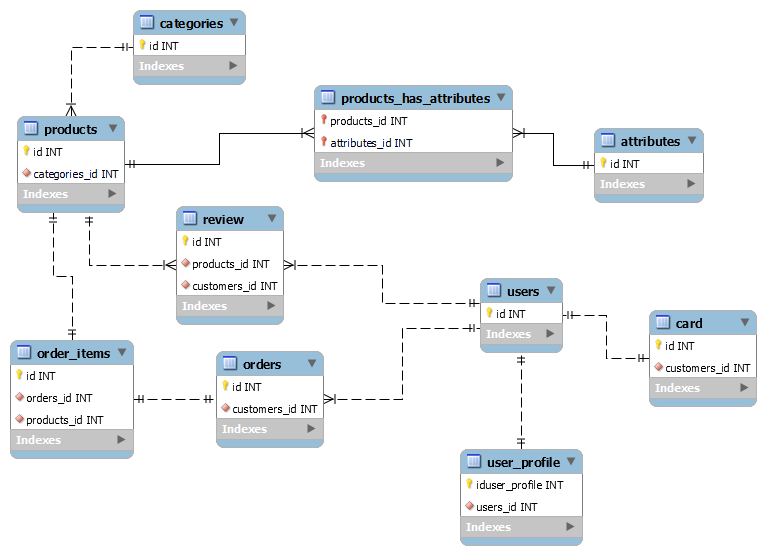 categories
id INT
Indexes
products
id INT
categories_id INT
Indexes
products_has_attributes
products_id INT
attributes_id INT
Indexes
attributes
id INT
Indexes
review
id INT
products_id INT
customers_id INT
Indexes
users
id INT
Indexes
card
id INT
customers_id INT
Indexes
order_items
id INT
orders_id INT
products_id INT
Indexes
orders
id INT
customers_id INT
Indexes
user_profile
iduser_profile INT
users_id INT
Indexes